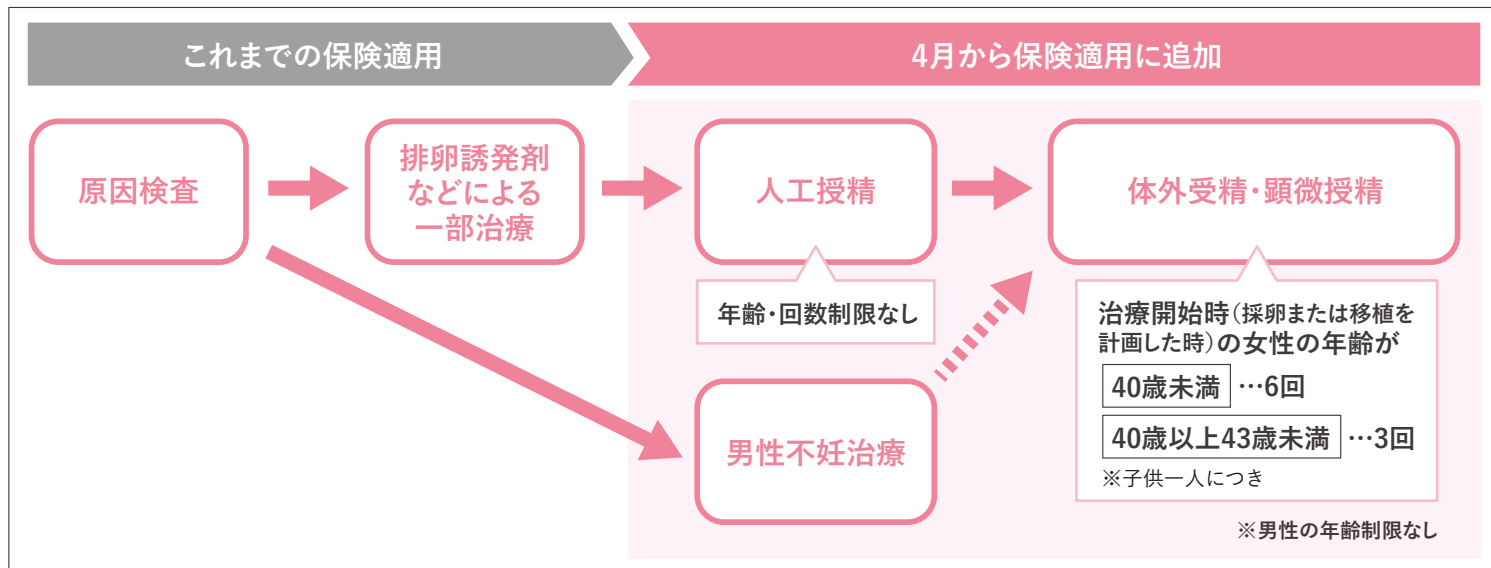 これまでの保険適用
4月から保険適用に追加
原因検査
排卵誘発剤
などによる
一部治療
人工授精
体外受精・顕微授精
年齢・回数制限なし
治療開始時(採卵または移植を
計画した時)の女性の年齢が
40歳未満…6回
40歳以上43歳未満…3回
※子供一人につき
男性不妊治療
※男性の年齢制限なし